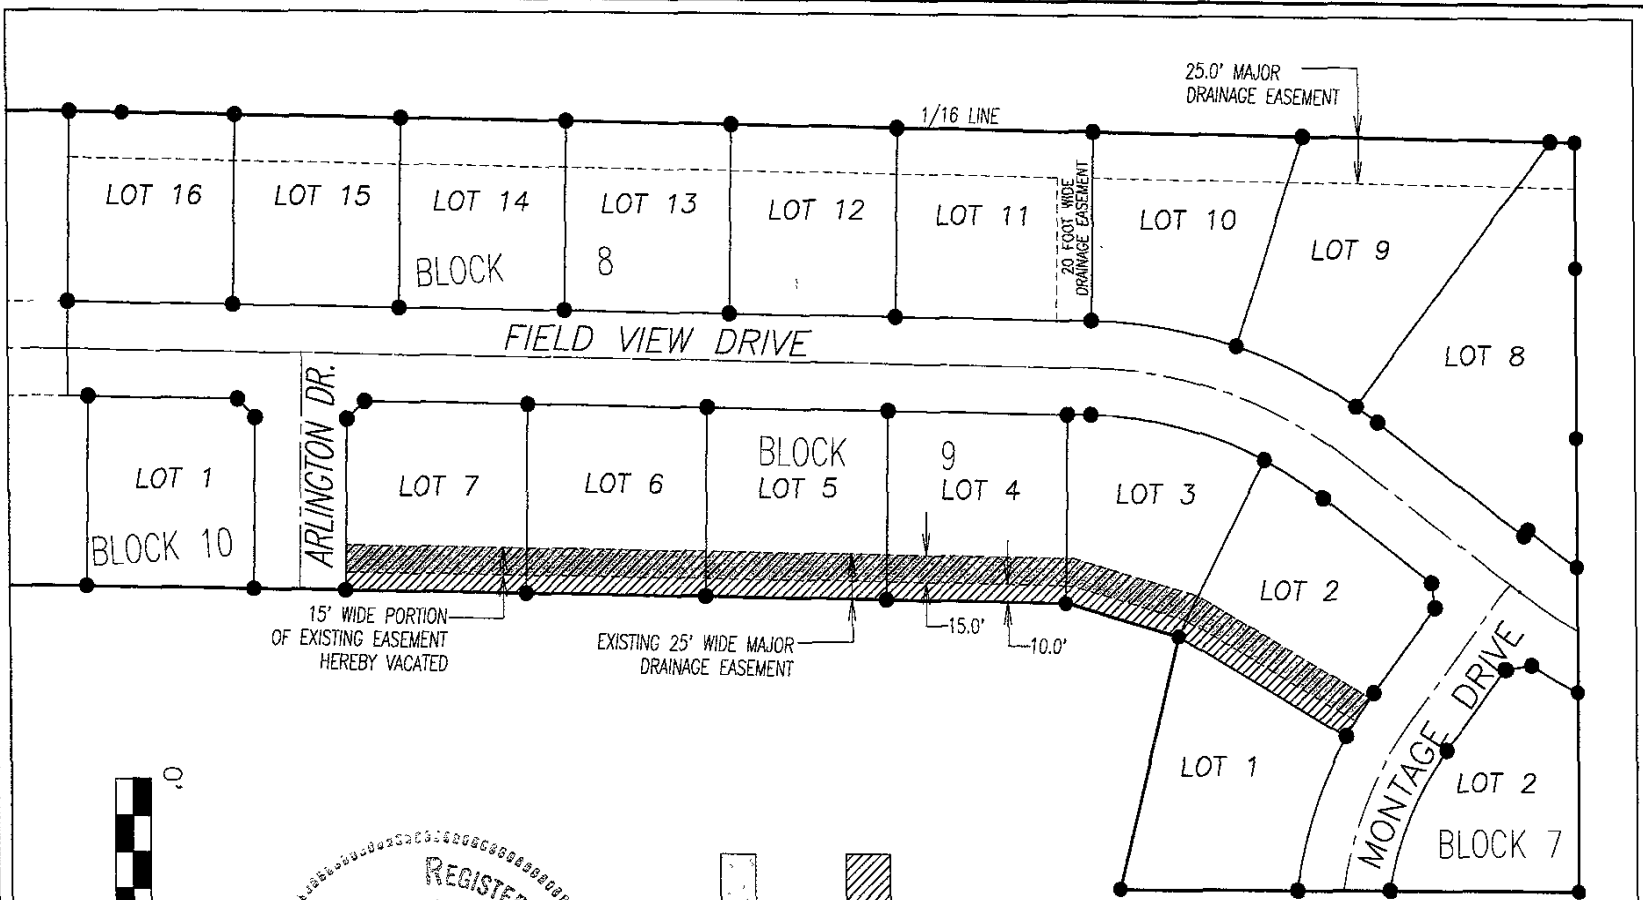 25.0' MAJOR
DRAINAGE EASEMENT
1/16 LINE
LOT 16
LOT 15
LOT 14
LOT 13
LOT 12
LOT 11
20 FOOT WIDE
DRAINAGE EASEMENT
LOT 10
LOT 9
BLOCK 8
FIELD VIEW DRIVE
LOT 8
ARLINGTON DR.
LOT 1
BLOCK 10
LOT 7
LOT 6
BLOCK 9
LOT 5
LOT 4
LOT 3
LOT 2
15' WIDE PORTION
OF EXISTING EASEMENT
HEREBY VACATED
EXISTING 25' WIDE MAJOR
DRAINAGE EASEMENT
15.0'
10.0'
LOT 1
MONTAGE DRIVE
LOT 2
BLOCK 7
REGISTE